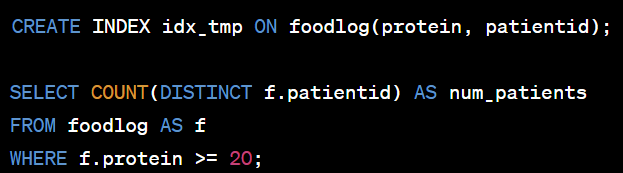 CREATE INDEX idx_tmp ON foodlog(protein, patientid);
SELECT COUNT(DISTINCT f.patientid) AS num_patients
FROM foodlog AS f
WHERE f.protein >= 20;